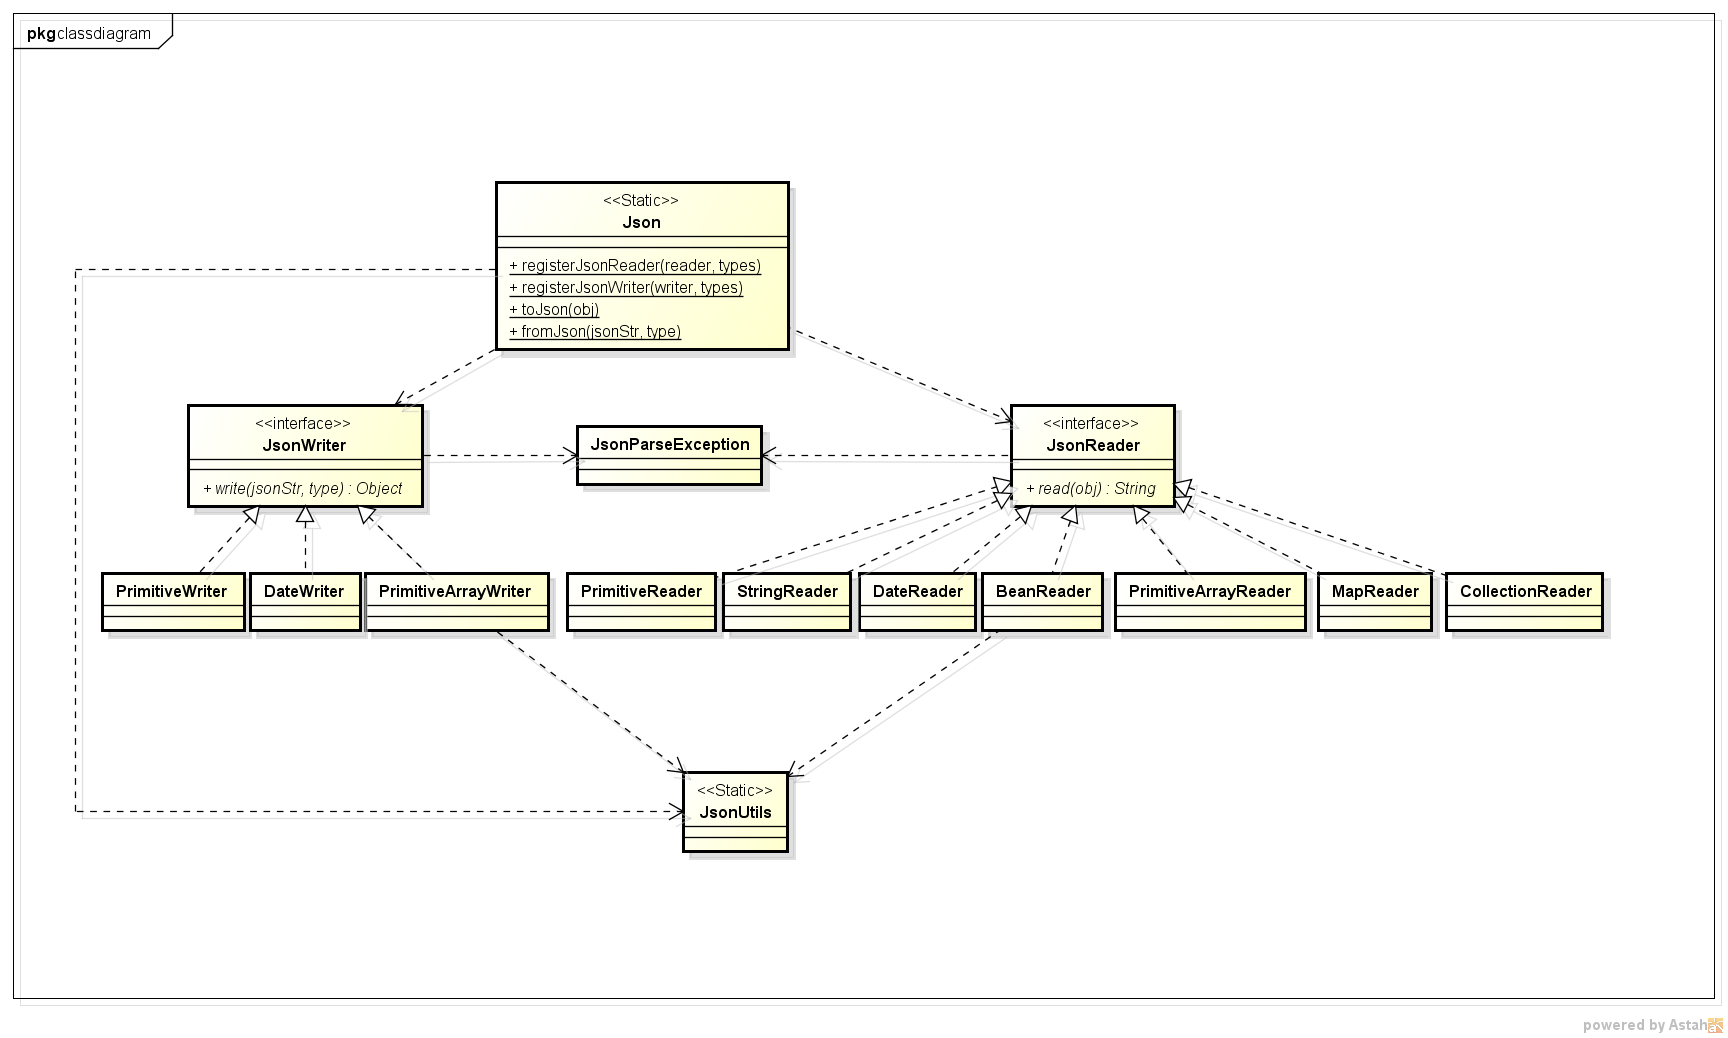 pkg classdiagram
<<Static>>
Json
+ registerJsonReader(reader, types)
+ registerJsonWriter(writer, types)
+ toJson(obj)
+ fromJson(jsonStr, type)
<<interface>>
JsonWriter
+ write(jsonStr, type) : Object
JsonParseException
<<interface>>
JsonReader
+ read(obj) : String
PrimitiveWriter
DateWriter
PrimitiveArrayWriter
PrimitiveReader
StringReader
DateReader
BeanReader
PrimitiveArrayReader
MapReader
CollectionReader
<<Static>>
JsonUtils
powered by Astah